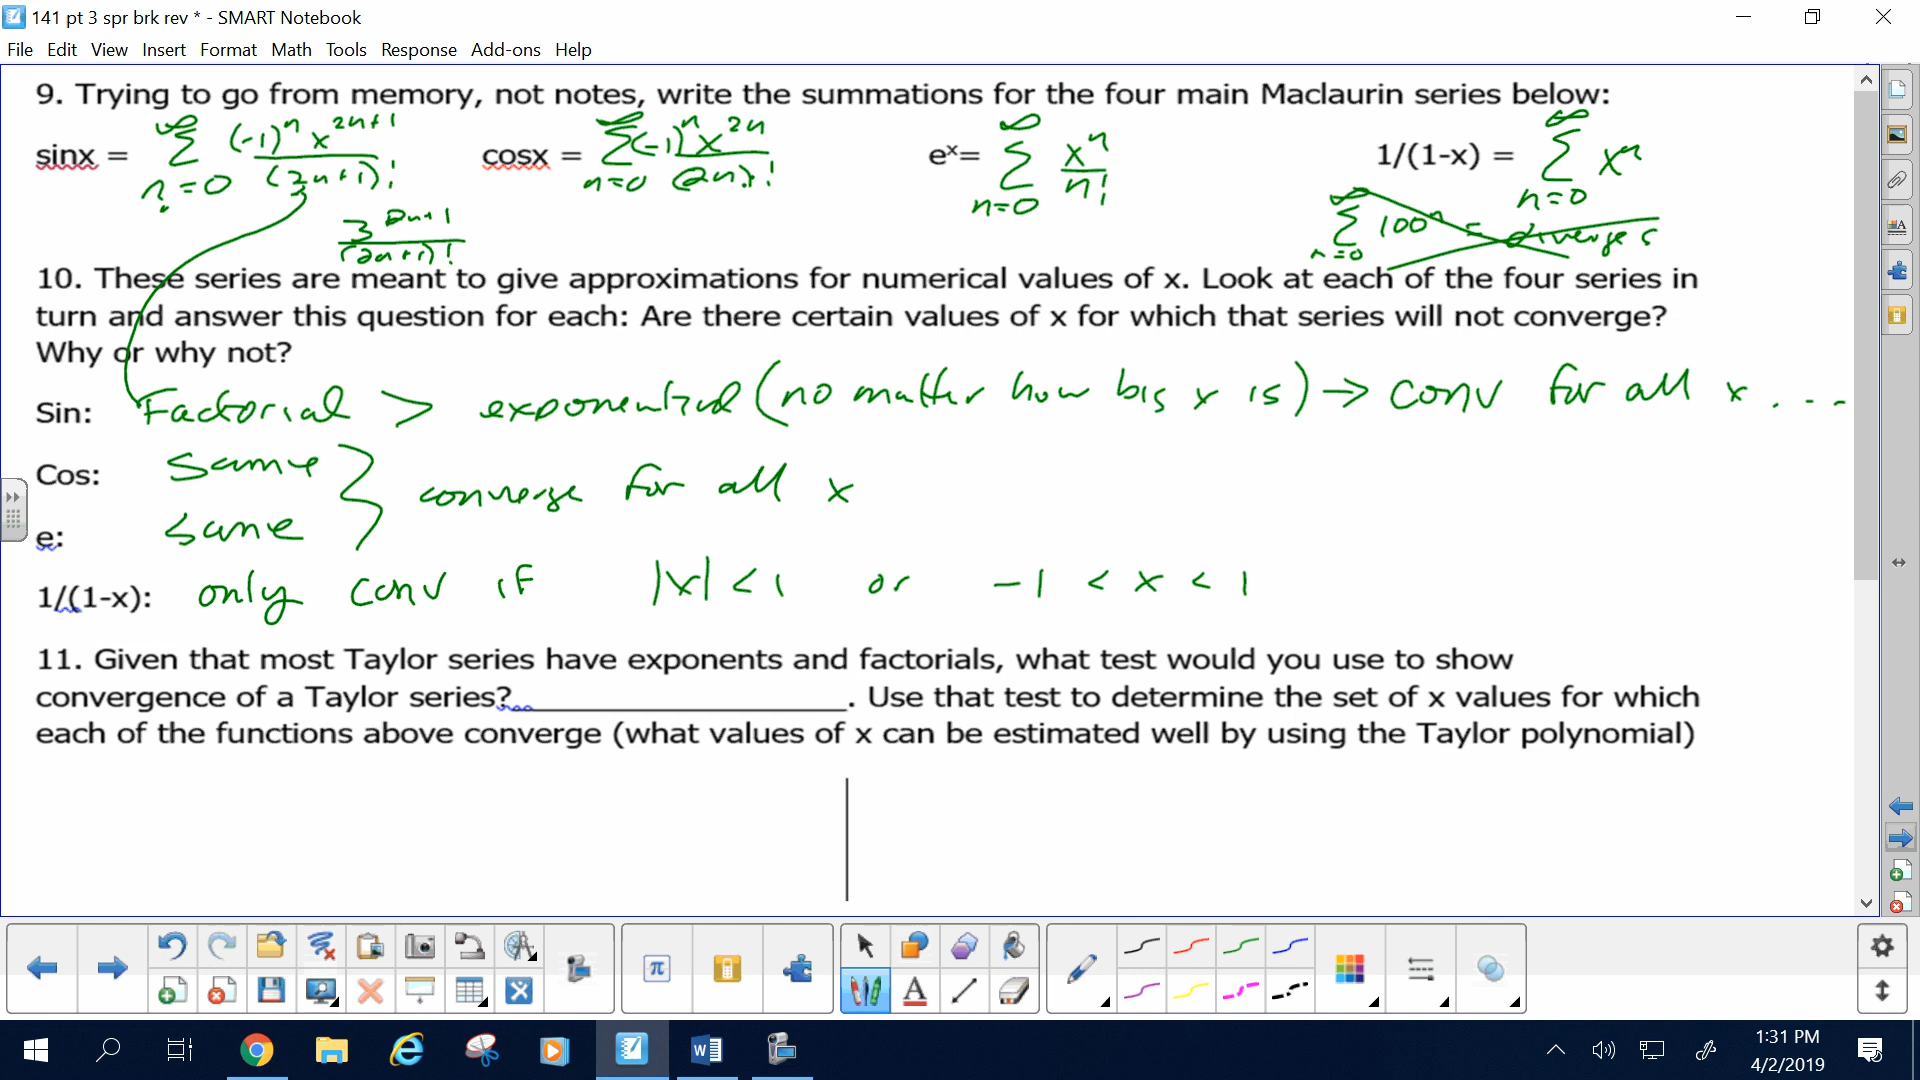 141 pt 3 spr brk rev * - SMART Notebook
File Edit View Insert Format Math Tools Response Add-ons Help
9. Trying to go from memory, not notes, write the summations for the four main Maclaurin series below:
sinx = ∞ Σ n=0 (-1)^n x^2n+1 / (2n+1)!
cosx = ∞ Σ n=0 (-1)^n x^2n / (2n)!
e^x= ∞ Σ n=0 x^n / n!
1/(1-x) = ∞ Σ n=0 x^n
3^2n+1 / (2n+1)!
∞ Σ n=0 100^n = diverges
10. These series are meant to give approximations for numerical values of x. Look at each of the four series in
turn and answer this question for each: Are there certain values of x for which that series will not converge?
Why or why not?
Sin: Factorial > exponential (no matter how big x is) → conv for all x ....
Cos: same
converge for all x
e: same
1/(1-x): only conv if |x| < 1 or -1 < x < 1
11. Given that most Taylor series have exponents and factorials, what test would you use to show
convergence of a Taylor series?____________________. Use that test to determine the set of x values for which
each of the functions above converge (what values of x can be estimated well by using the Taylor polynomial)
π
A
1:31 PM
4/2/2019